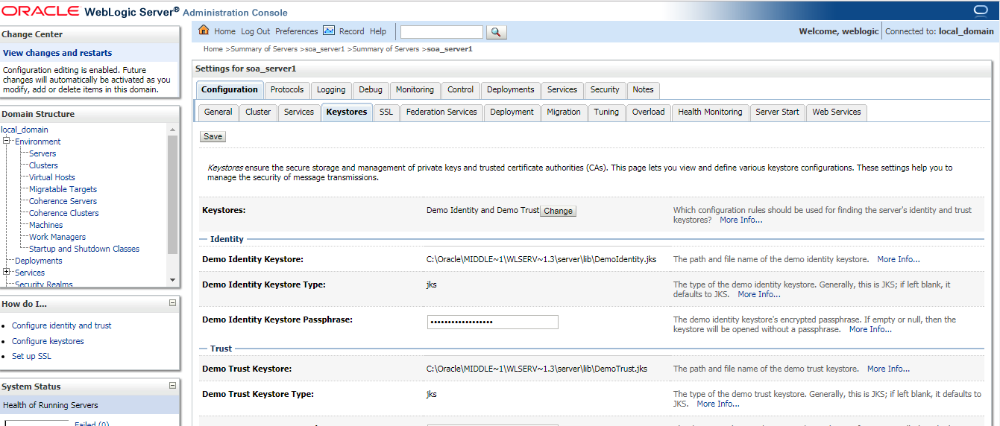 ORACLE WebLogic Server® Administration Console
Change Center
View changes and restarts
Configuration editing is enabled. Future
changes will automatically be activated as you
modify, add or delete items in this domain.
Domain Structure
local_domain
Environment
Servers
Clusters
Virtual Hosts
Migratable Targets
Coherence Servers
Coherence Clusters
Machines
Work Managers
Startup and Shutdown Classes
Deployments
Services
Security Realms
How do I...
Configure identity and trust
Configure keystores
Set up SSL
System Status
Health of Running Servers
Failed (0)
Home Log Out Preferences Record Help
Welcome, weblogic Connected to: local_domain
Home >Summary of Servers >soa_server1 >Summary of Servers >soa_server1
Settings for soa_server1
Configuration Protocols Logging Debug Monitoring Control Deployments Services Security Notes
General Cluster Services Keystores SSL Federation Services Deployment Migration Tuning Overload Health Monitoring Server Start Web Services
Save
Keystores ensure the secure storage and management of private keys and trusted certificate authorities (CAs). This page lets you view and define various keystore configurations. These settings help you to
manage the security of message transmissions.
Keystores: Demo Identity and Demo Trust Change Which configuration rules should be used for finding the server's identity and trust
keystores? More Info...
Identity
Demo Identity Keystore: C:\Oracle\MIDDLE~1\WLSERV~1.3\server\lib\DemoIdentity.jks The path and file name of the demo identity keystore. More Info...
Demo Identity Keystore Type: jks The type of the demo identity keystore. Generally, this is JKS; if left blank, it
defaults to JKS. More Info...
Demo Identity Keystore Passphrase: •••••••••••••••••• The demo identity keystore's encrypted passphrase. If empty or null, then the
keystore will be opened without a passphrase. More Info...
Trust
Demo Trust Keystore: C:\Oracle\MIDDLE~1\WLSERV~1.3\server\lib\DemoTrust.jks The path and file name of the demo trust keystore. More Info...
Demo Trust Keystore Type: jks The type of the demo trust keystore. Generally, this is JKS; if left blank, it defaults to
JKS. More Info...